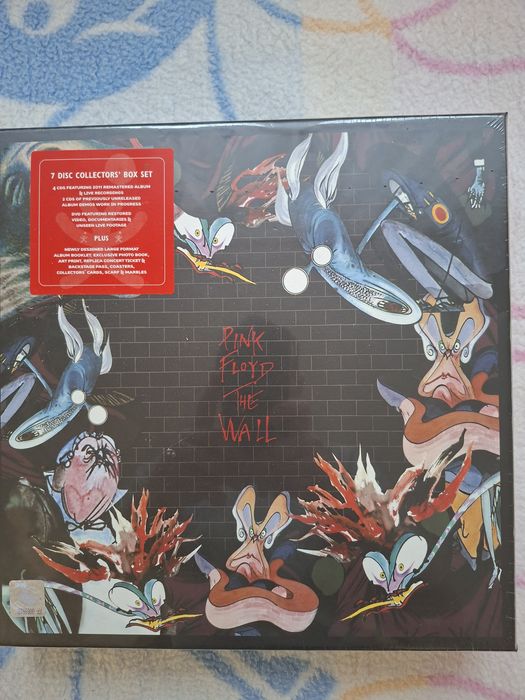 7 DISC COLLECTORS' BOX SET
4 CDS FEATURING 2011 REMASTERED ALBUM
& LIVE RECORDINGS
2 CDS OF PREVIOUSLY UNRELEASED
ALBUM DEMOS WORK IN PROGRESS
DVD FEATURING RESTORED
VIDEO, DOCUMENTARIES &
UNSEEN LIVE FOOTAGE
PLUS
NEWLY DESIGNED LARGE FORMAT
ALBUM BOOKLET, EXCLUSIVE PHOTO BOOK,
ART PRINT, REPLICA CONCERT TICKET &
BACKSTAGE PASS, COASTERS,
COLLECTORS' CARDS, SCARF & MARBLES
PINK
FLOYD
THE
WALL